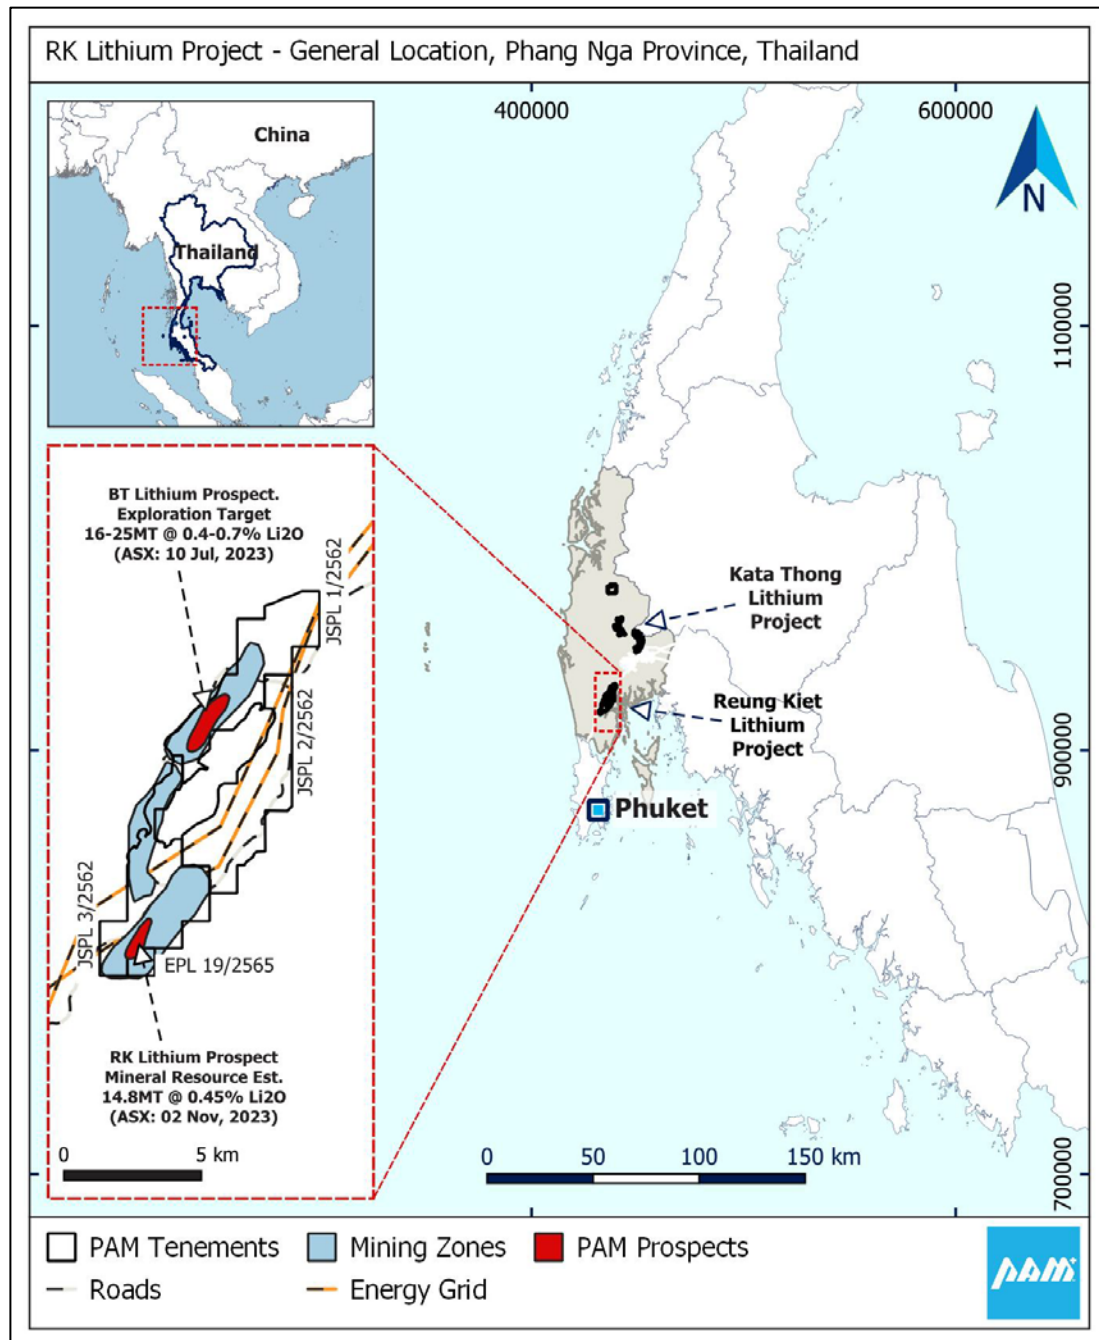 RK Lithium Project - General Location, Phang Nga Province, Thailand
400000
600000
China
Thailand
N
1100000
BT Lithium Prospect.
Exploration Target
16-25MT @ 0.4-0.7% Li2O
(ASX: 10 Jul, 2023)
JSPL 1/2562
JSPL 2/2562
JSPL 3/2562
EPL 19/2565
RK Lithium Prospect
Mineral Resource Est.
14.8MT @ 0.45% Li2O
(ASX: 02 Nov, 2023)
0 5 km
Kata Thong
Lithium
Project
Reung Kiet
Lithium
Project
900000
Phuket
0 50 100 150 km
700000
PAM Tenements
Mining Zones
PAM Prospects
Roads
Energy Grid
PAM